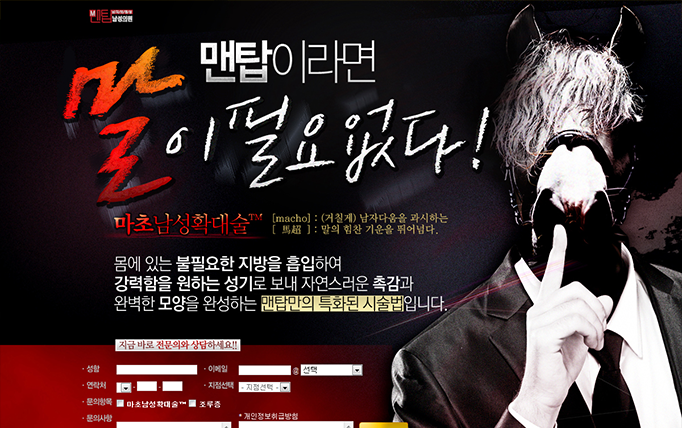 맨탑 남성의원
맨탑이라면
말이필요없다!
마초남성확대술™
[macho] : (거칠게) 남자다움을 과시하는
[ 馬超 ] : 말의 힘찬 기운을 뛰어넘다.
몸에 있는 불필요한 지방을 흡입하여
강력함을 원하는 성기로 보내 자연스러운 촉감과
완벽한 모양을 완성하는 맨탑만의 특화된 시술법입니다.
지금 바로 전문의와 상담하세요!!
· 성함 · 이메일 @ 선택
· 연락처 - - · 지점선택 - 지점선택 -
· 문의항목 마초남성확대술™ 조루증
· 문의사항 * 개인정보취급방침